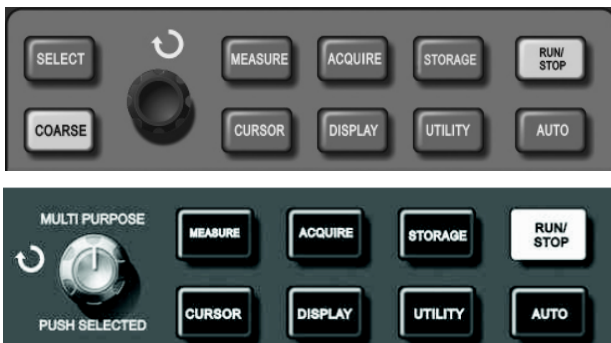 SELECT
MEASURE
ACQUIRE
STORAGE
RUN/
STOP
COARSE
CURSOR
DISPLAY
UTILITY
AUTO
MULTI PURPOSE
MEASURE
ACQUIRE
STORAGE
RUN/
STOP
PUSH SELECTED
CURSOR
DISPLAY
UTILITY
AUTO